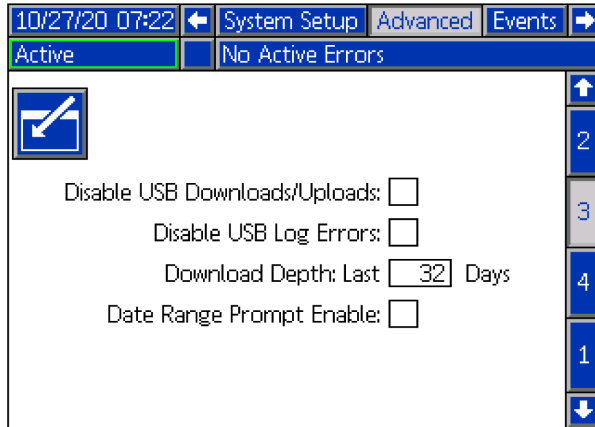 10/27/20 07:22 System Setup Advanced Events
Active No Active Errors
2
Disable USB Downloads/Uploads:
3
Disable USB Log Errors:
Download Depth: Last 32 Days
4
Date Range Prompt Enable:
1